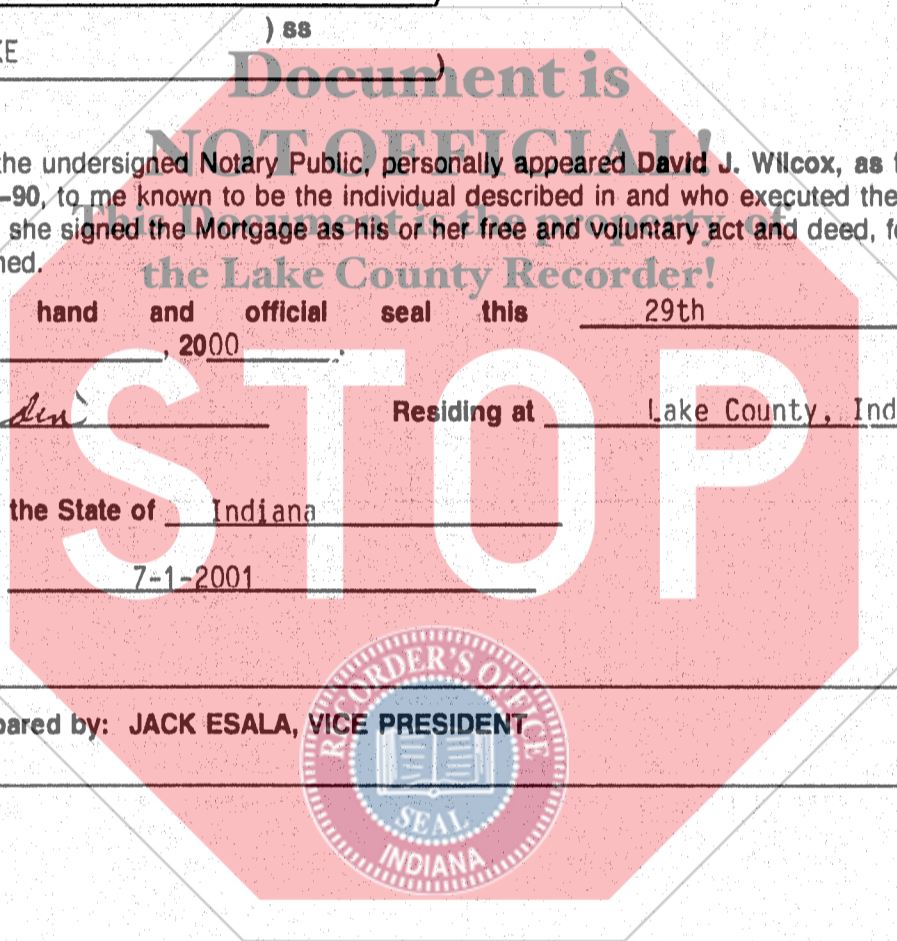 ) ss
KE
)
Document is
NOT OFFICIAL!
the undersigned Notary Public, personally appeared David J. Wilcox, as
-90, to me known to be the individual described in and who executed the
This Document is the property of
she signed the Mortgage as his or her free and voluntary act and deed,
ned.
the Lake County Recorder!
hand and official seal this 29th
, 2000 .
STOP
Residing at Lake County, Ind
the State of Indiana
7-1-2001
RECORDER'S OFFICE
pared by: JACK ESALA, VICE PRESIDENT
SEAL
INDIANA